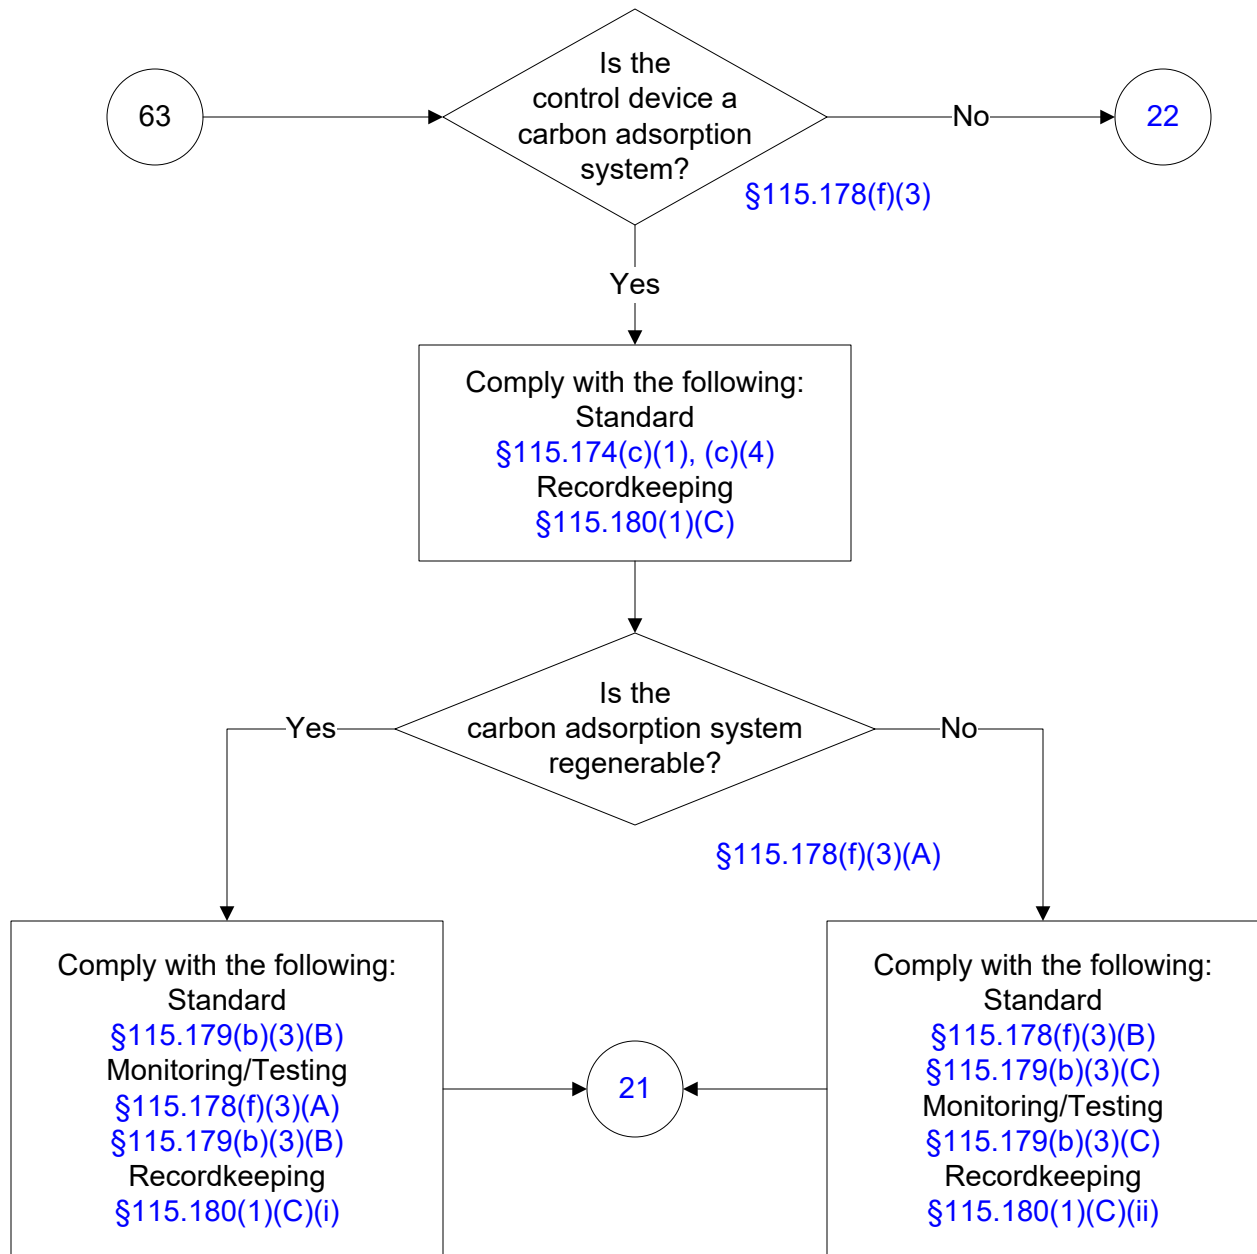 Is the
control device a
carbon adsorption
system?
63
No
22
§115.178(f)(3)
Yes
Comply with the following:
Standard
§115.174(c)(1), (c)(4)
Recordkeeping
§115.180(1)(C)
Is the
carbon adsorption system
regenerable?
Yes
No
§115.178(f)(3)(A)
Comply with the following:
Standard
§115.179(b)(3)(B)
Monitoring/Testing
§115.178(f)(3)(A)
§115.179(b)(3)(B)
Recordkeeping
§115.180(1)(C)(i)
21
Comply with the following:
Standard
§115.178(f)(3)(B)
§115.179(b)(3)(C)
Monitoring/Testing
§115.179(b)(3)(C)
Recordkeeping
§115.180(1)(C)(ii)